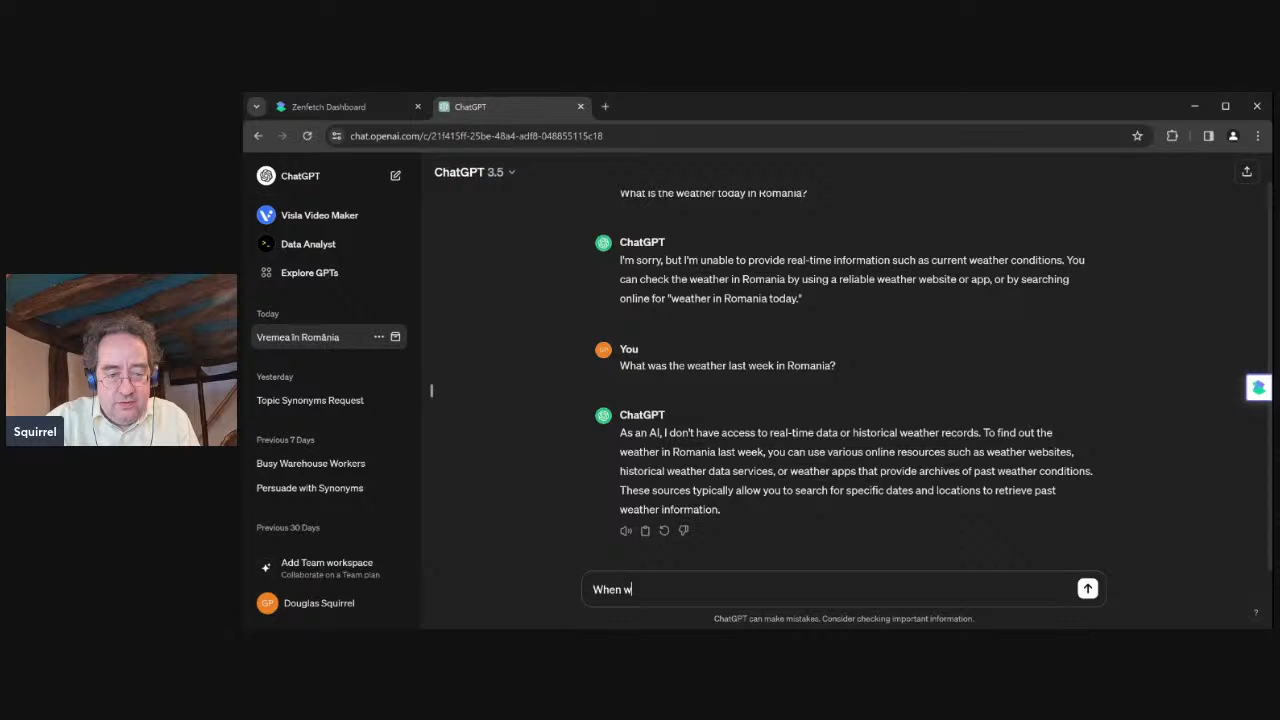 Zenfetch Dashboard
ChatGPT
chat.openai.com/c/21f415ff-25be-48a4-adf8-048855115c18
ChatGPT
Visla Video Maker
Data Analyst
Explore GPTs
Today
Vremea în România
Yesterday
Topic Synonyms Request
Previous 7 Days
Busy Warehouse Workers
Persuade with Synonyms
Previous 30 Days
Add Team workspace
Collaborate on a Team plan
GP Douglas Squirrel
ChatGPT 3.5
What is the weather today in Romania?
ChatGPT
I'm sorry, but I'm unable to provide real-time information such as current weather conditions. You
can check the weather in Romania by using a reliable weather website or app, or by searching
online for "weather in Romania today."
GP You
What was the weather last week in Romania?
ChatGPT
As an AI, I don't have access to real-time data or historical weather records. To find out the
weather in Romania last week, you can use various online resources such as weather websites,
historical weather data services, or weather apps that provide archives of past weather conditions.
These sources typically allow you to search for specific dates and locations to retrieve past
weather information.
When w
ChatGPT can make mistakes. Consider checking important information.
?
Squirrel